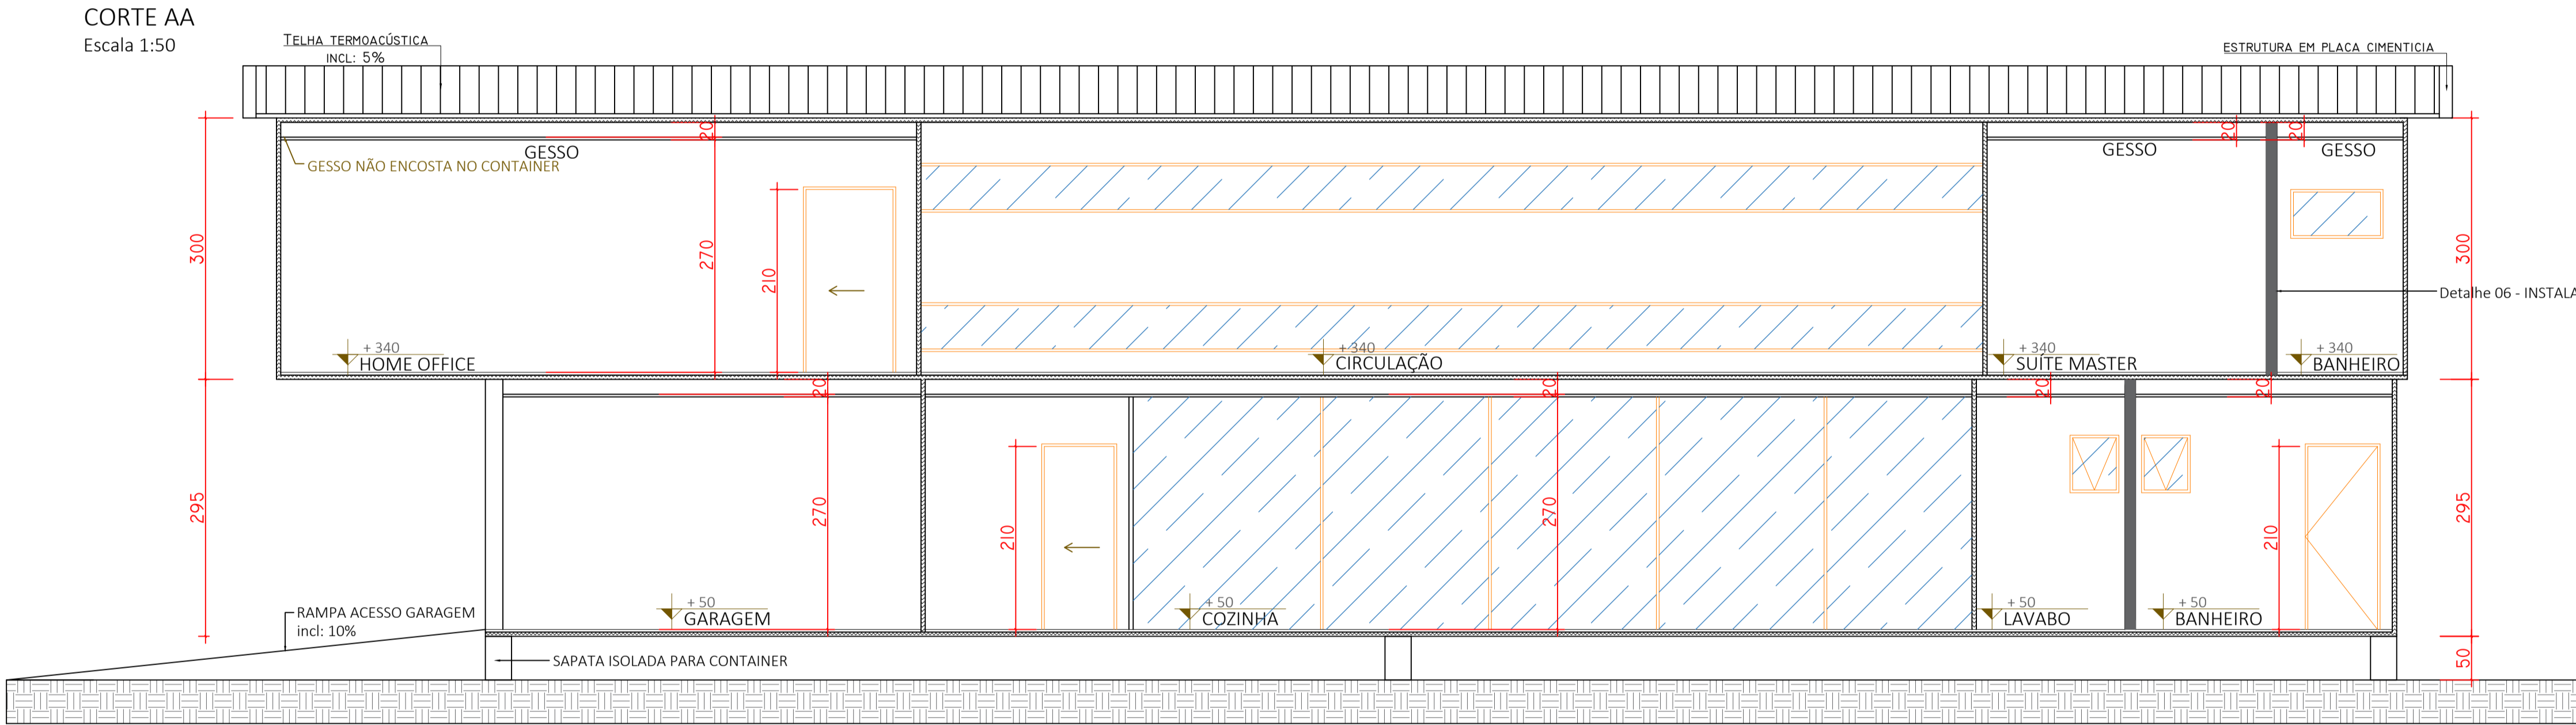 CORTE AA
Escala 1:50
TELHA TERMOACÚSTICA
INCL: 5%
ESTRUTURA EM PLACA CIMENTICIA
20
20
20
GESSO
GESSO
GESSO
GESSO NÃO ENCOSTA NO CONTAINER
300
270
210
300
Detalhe 06 - INSTALA
+ 340
HOME OFFICE
+ 340
CIRCULAÇÃO
+ 340
SUÍTE MASTER
+ 340
BANHEIRO
20
20
20
20
295
270
210
270
210
295
+ 50
GARAGEM
+ 50
COZINHA
+ 50
LAVABO
+ 50
BANHEIRO
RAMPA ACESSO GARAGEM
incl: 10%
SAPATA ISOLADA PARA CONTAINER
50